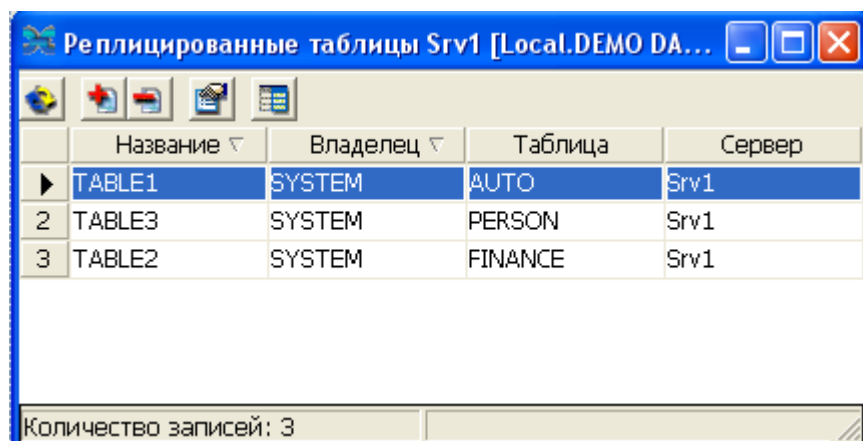 Реплицированные таблицы Srv1 [Local.DEMO DA...
Название Владелец Таблица Сервер
TABLE1 SYSTEM AUTO Srv1
2 TABLE3 SYSTEM PERSON Srv1
3 TABLE2 SYSTEM FINANCE Srv1
Количество записей: 3